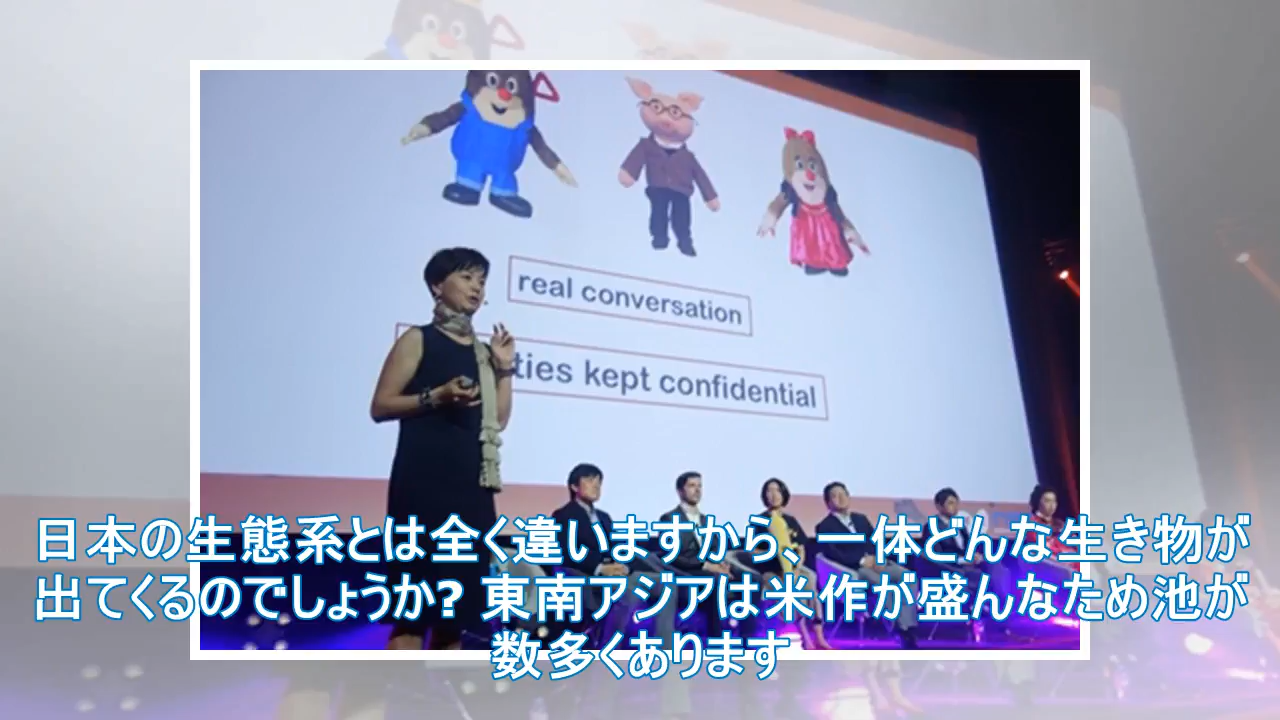 real conversation
ties kept confidential
日本の生態系とは全く違いますから、一体どんな生き物が
出てくるのでしょうか? 東南アジアは米作が盛んなため池が
数多くあります